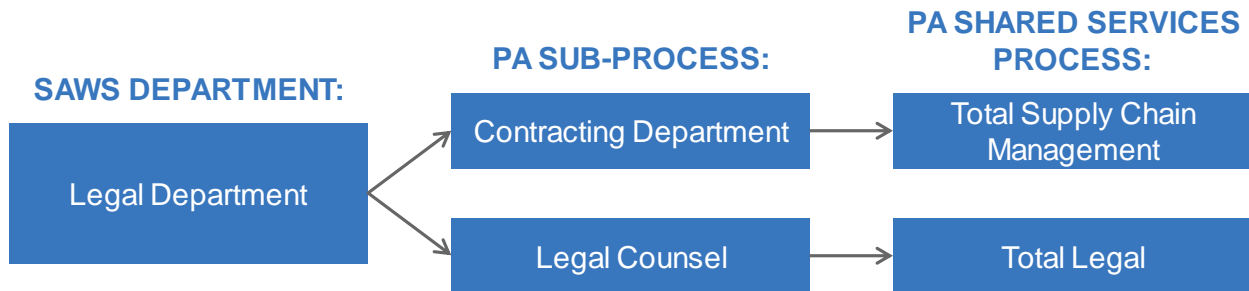 SAWS DEPARTMENT:
Legal Department
PA SUB-PROCESS:
Contracting Department
Legal Counsel
PA SHARED SERVICES
PROCESS:
Total Supply Chain
Management
Total Legal